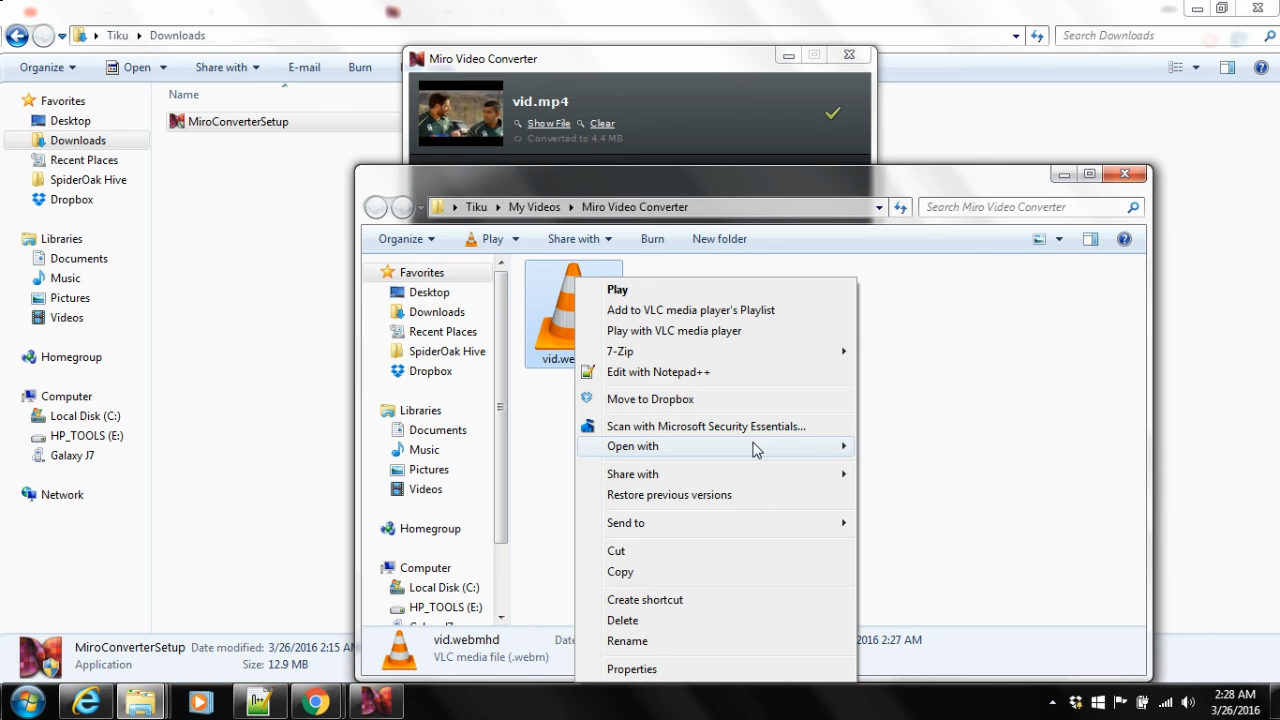 Tiku
Downloads
Search Downloads
Organize
Open
Share with
E-mail
Burn
Favorites
Desktop
Downloads
Recent Places
SpiderOak Hive
Dropbox
Libraries
Documents
Music
Pictures
Videos
Homegroup
Computer
Local Disk (C:)
HP_TOOLS (E:)
Galaxy J7
Network
Name
MiroConverterSetup
Miro Video Converter
vid.mp4
Show File
Clear
Converted to 4.4 MB
Tiku
My Videos
Miro Video Converter
Search Miro Video Converter
Organize
Play
Share with
Burn
New folder
Favorites
Desktop
Downloads
Recent Places
SpiderOak Hive
Dropbox
Libraries
Documents
Music
Pictures
Videos
Homegroup
Computer
Local Disk (C:)
HP_TOOLS (E:)
vid.we
Play
Add to VLC media player's Playlist
Play with VLC media player
7-Zip
Edit with Notepad++
Move to Dropbox
Scan with Microsoft Security Essentials...
Open with
Share with
Restore previous versions
Send to
Cut
Copy
Create shortcut
Delete
Rename
Properties
vid.webmhd
Date
2016 2:27 AM
VLC media file (.webm)
MiroConverterSetup
Date modified: 3/26/2016 2:15 AM
Application
Size: 12.9 MB
2:28 AM
3/26/2016